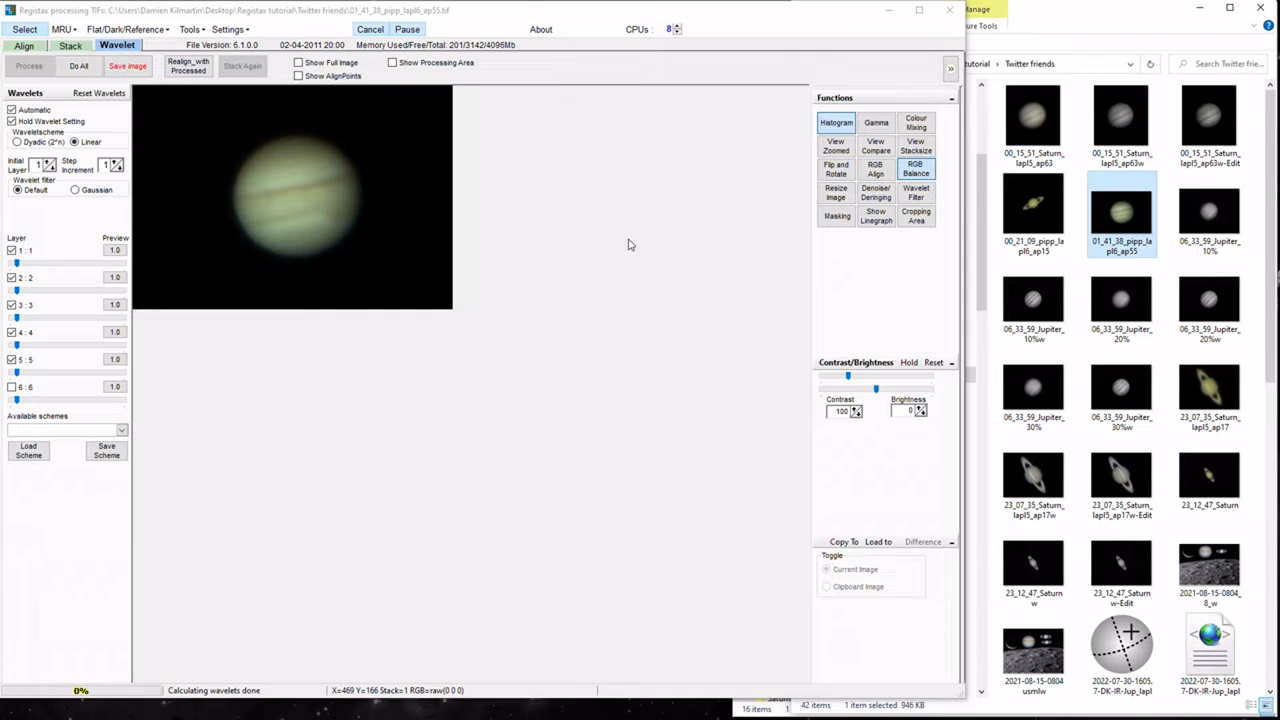 Registax processing TIFs: C:\Users\Damien Kilmartin\Desktop\Registax tutorial\Twitter friends\01_41_38_pipp_lapl6_ap55.tif
Select MRU Flat/Dark/Reference Tools Settings Cancel Pause About CPUs : 8
Align Stack Wavelet File Version: 6.1.0.0 02-04-2011 20:00 Memory Used/Free/Total: 201/3142/4096Mb
Process Do All Save image Realign_with Processed Stack Again
Show Full Image Show Processing Area
Show AlignPoints
»
Wavelets Reset Wavelets
Automatic
Hold Wavelet Setting
Waveletscheme
Dyadic (2^n) Linear
Initial Layer 1 Step Increment 1
Wavelet filter
Default Gaussian
Layer Preview
1 : 1 1.0
2 : 2 1.0
3 : 3 1.0
4 : 4 1.0
5 : 5 1.0
6 : 6 1.0
Available schemes
Load Scheme Save Scheme
Functions
Histogram Gamma Colour Mixing
View Zoomed View Compare View Stacksize
Flip and Rotate RGB Align RGB Balance
Resize Image Denoise/ Deringing Wavelet Filter
Masking Show Linegraph Cropping Area
Contrast/Brightness Hold Reset
Contrast Brightness
100 0
Copy To Load to Difference
Toggle
Current Image
Clipboard Image
0% Calculating wavelets done X=469 Y=166 Stack=1 RGB=raw(0 0 0)
Manage
ture Tools
tutorial Twitter friends Search Twitter frie...
00_15_51_Saturn_lapl5_ap63
00_15_51_Saturn_lapl5_ap63w
00_15_51_Saturn_lapl5_ap63w-Edit
00_21_09_pipp_lapl6_ap15
01_41_38_pipp_lapl6_ap55
06_33_59_Jupiter_10%
06_33_59_Jupiter_10%w
06_33_59_Jupiter_20%
06_33_59_Jupiter_20%w
06_33_59_Jupiter_30%
06_33_59_Jupiter_30%w
23_07_35_Saturn_lapl5_ap17
23_07_35_Saturn_lapl5_ap17w
23_07_35_Saturn_lapl5_ap17w-Edit
23_12_47_Saturn
23_12_47_Saturnw
23_12_47_Saturnw-Edit
2021-08-15-0804_8_w
2021-08-15-0804usmlw
2022-07-30-1605.7-DK-IR-Jup_lapl
2022-07-30-1605.7-DK-IR-Jup_lapl
16 items 42 items 1 item selected 946 KB